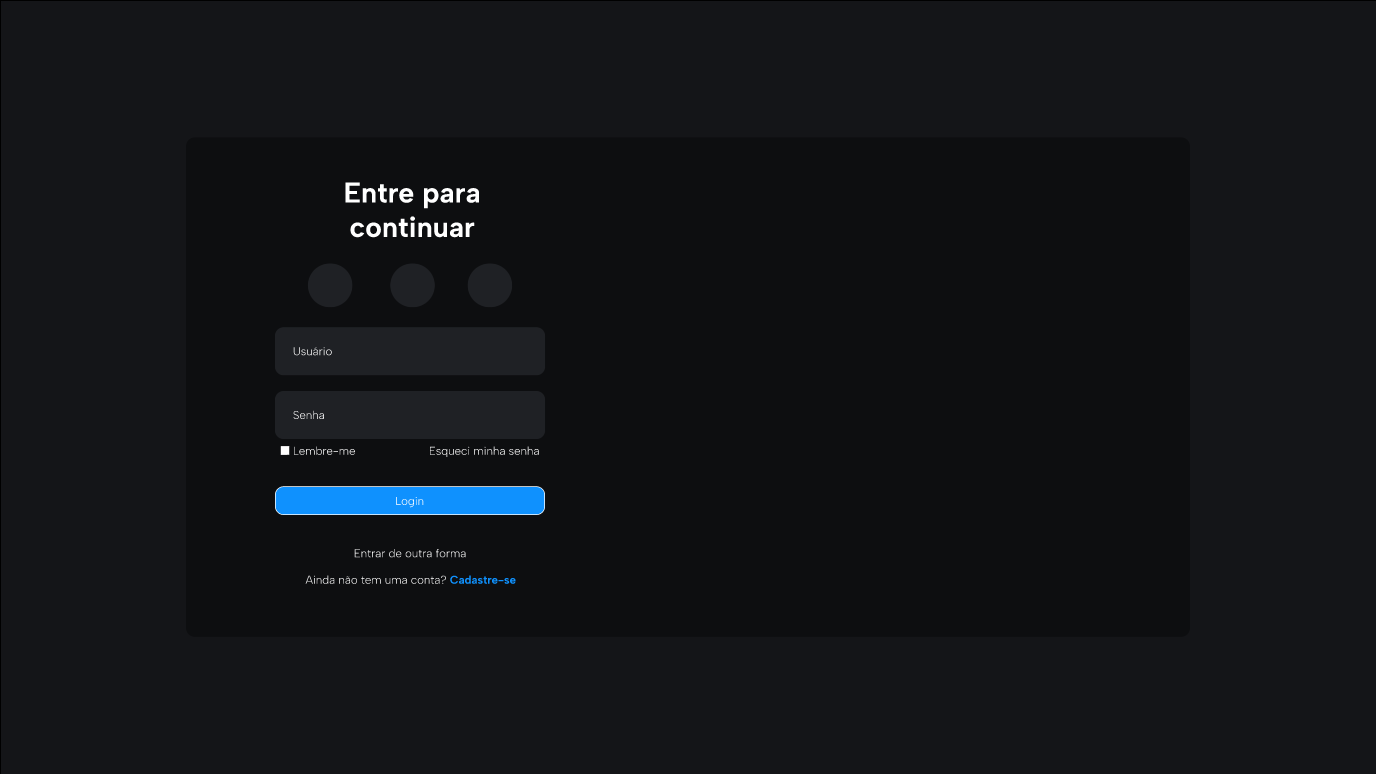 Entre para
continuar
Usuário
Senha
Lembre-me
Esqueci minha senha
Login
Entrar de outra forma
Ainda não tem uma conta? Cadastre-se